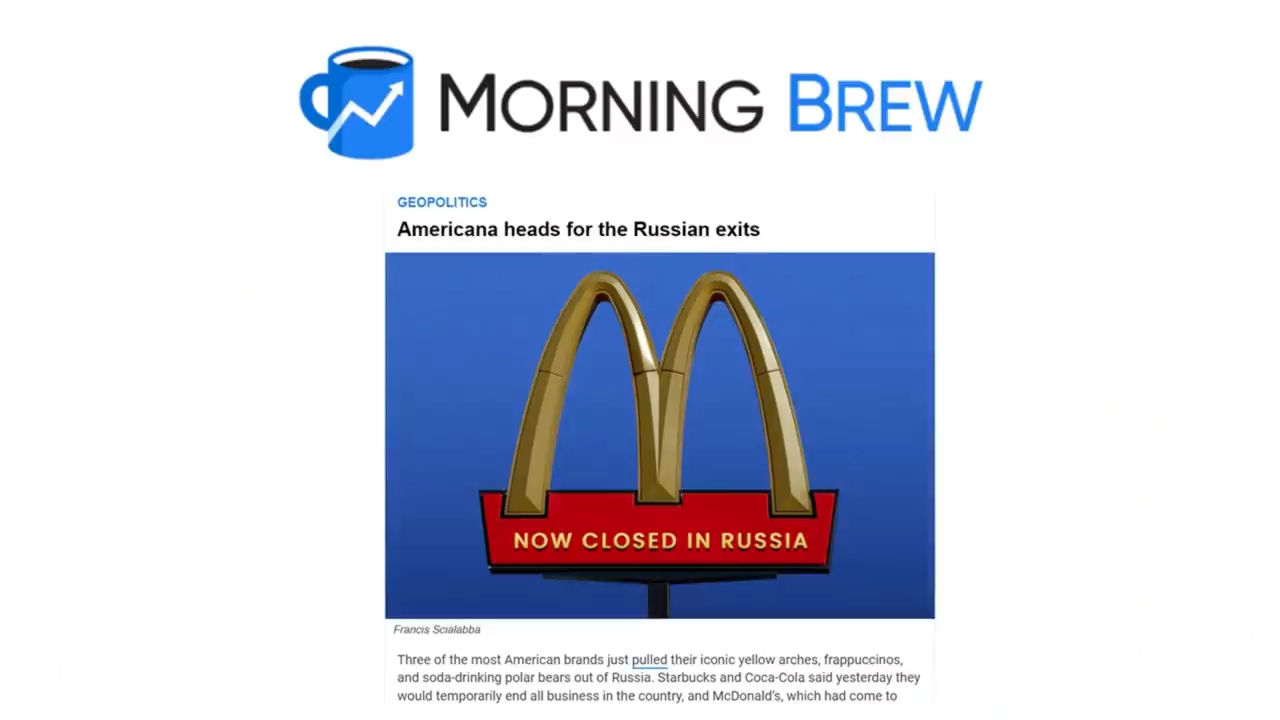 MORNING BREW
GEOPOLITICS
Americana heads for the Russian exits
NOW CLOSED IN RUSSIA
Francis Scialabba
Three of the most American brands just pulled their iconic yellow arches, frappuccinos,
and soda-drinking polar bears out of Russia. Starbucks and Coca-Cola said yesterday they
would temporarily end all business in the country, and McDonald's, which had come to